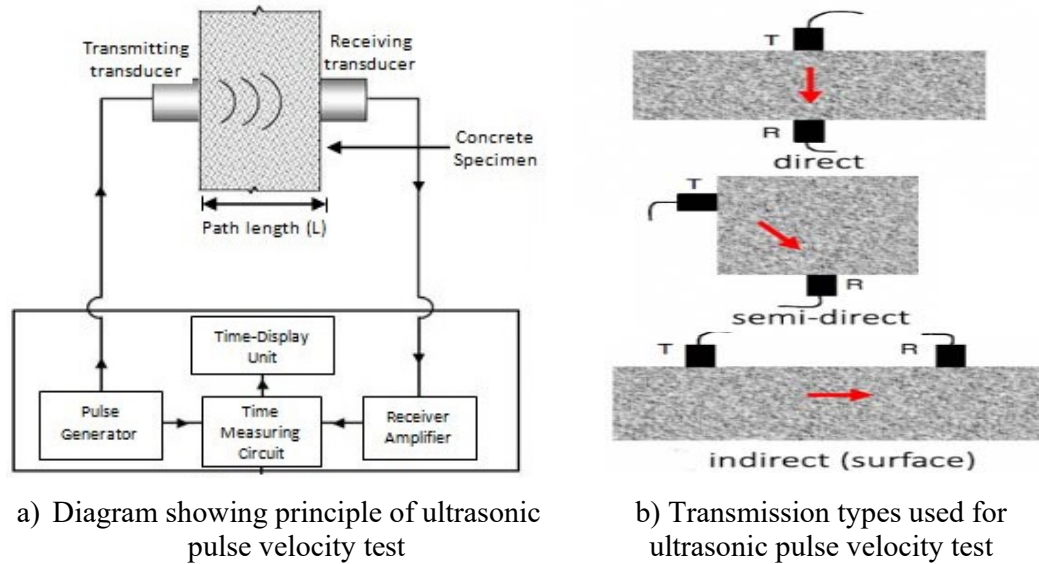 Transmitting
transducer
Receiving
transducer
Concrete
Specimen
Path length (L)
Time-Display
Unit
Pulse
Generator
Time
Measuring
Circuit
Receiver
Amplifier
a) Diagram showing principle of ultrasonic
pulse velocity test
T
R
direct
T
R
semi-direct
T
R
indirect (surface)
b) Transmission types used for
ultrasonic pulse velocity test